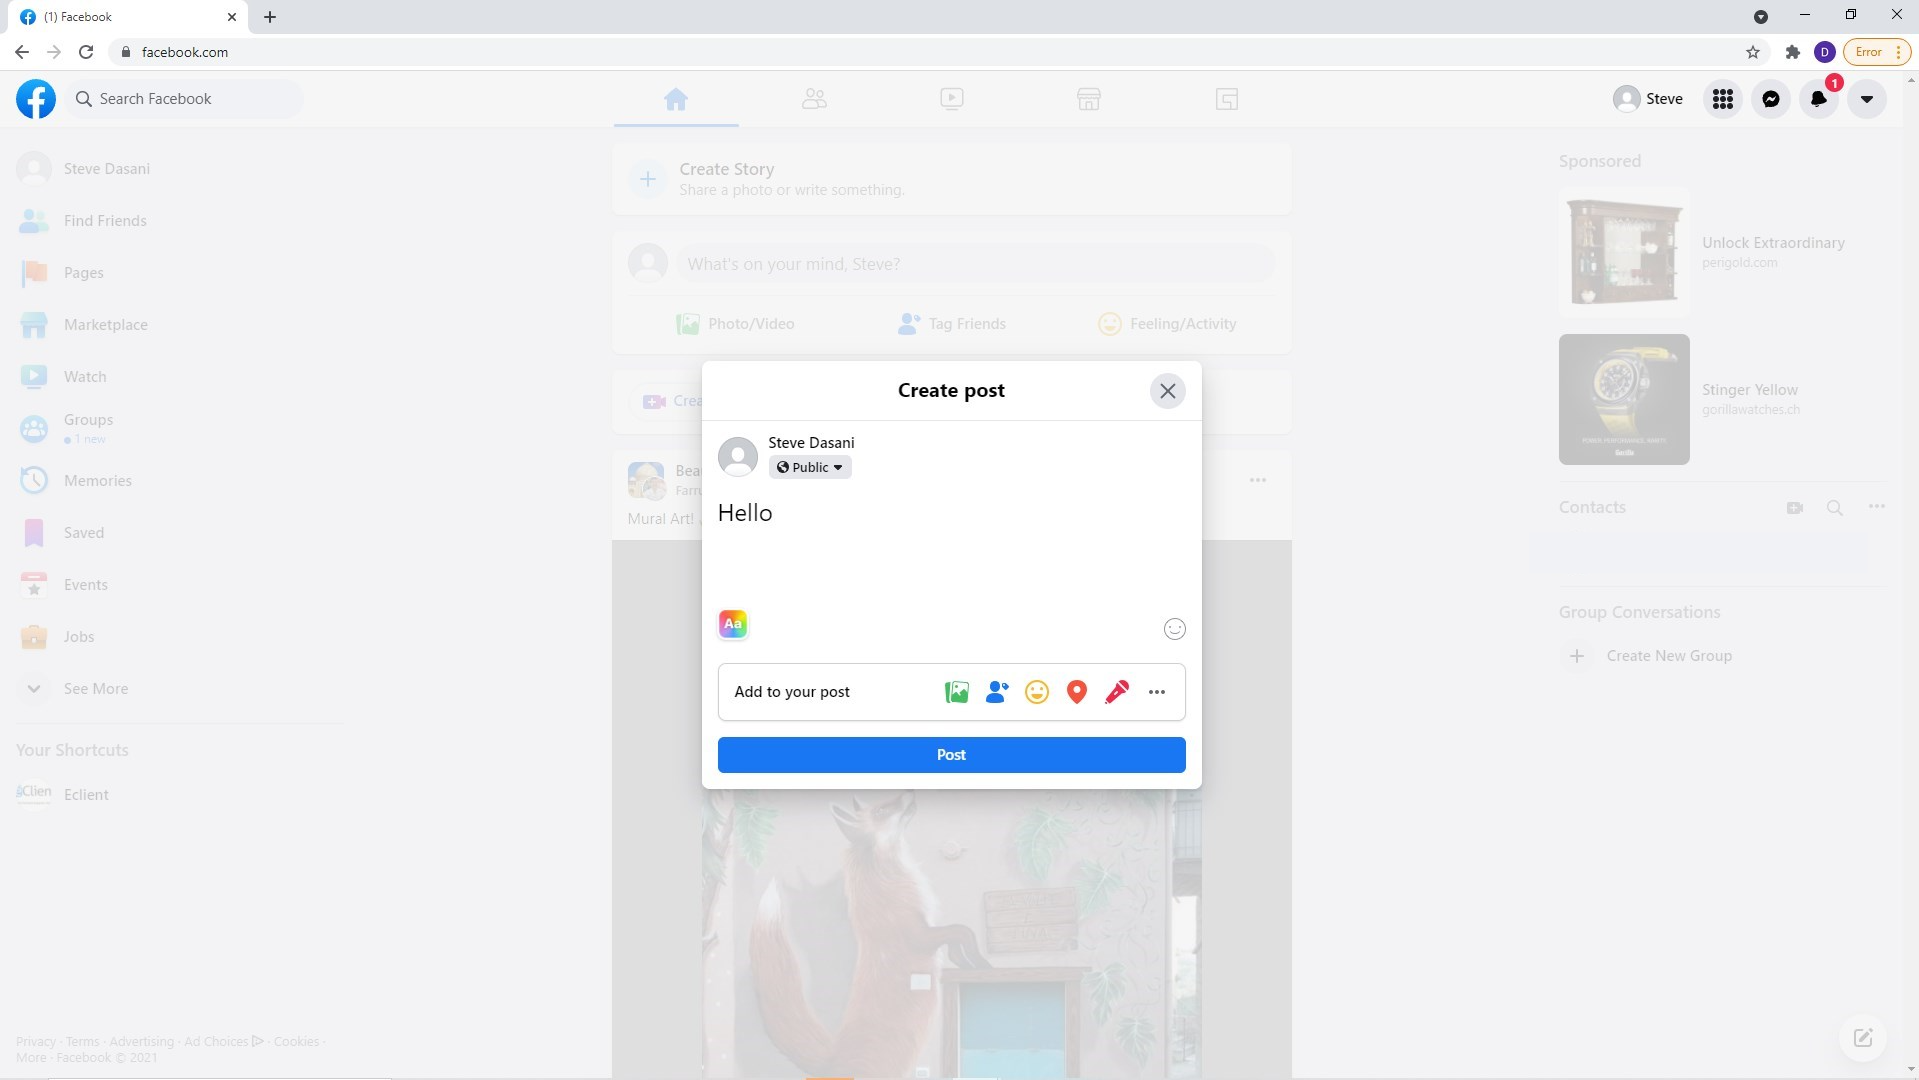 (1) Facebook
facebook.com
D
Error
Search Facebook
Steve
1
Steve Dasani
Find Friends
Pages
Marketplace
Watch
Groups
1 new
Memories
Saved
Events
Jobs
See More
Your Shortcuts
Eclient
Privacy · Terms · Advertising · Ad Choices · Cookies ·
More · Facebook © 2021
Create Story
Share a photo or write something.
What's on your mind, Steve?
Photo/Video
Tag Friends
Feeling/Activity
Crea
Bea
Farru
Mural Art!
Create post
Steve Dasani
Public
Hello
Aa
Add to your post
Post
Sponsored
Unlock Extraordinary
perigold.com
Stinger Yellow
gorillawatches.ch
Contacts
Group Conversations
Create New Group